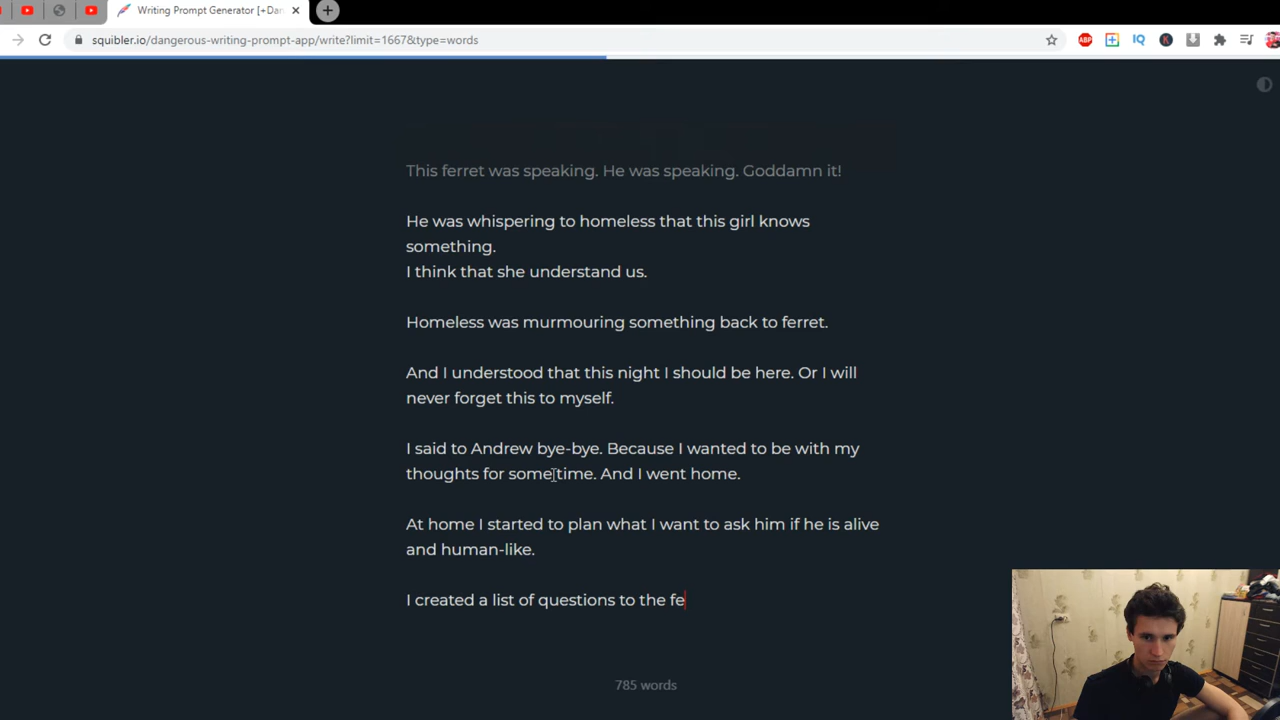 Writing Prompt Generator [+Dan
squibler.io/dangerous-writing-prompt-app/write?limit=1667&type=words
ABP
IQ
K
This ferret was speaking. He was speaking. Goddamn it!
He was whispering to homeless that this girl knows
something.
I think that she understand us.
Homeless was murmouring something back to ferret.
And I understood that this night I should be here. Or I will
never forget this to myself.
I said to Andrew bye-bye. Because I wanted to be with my
thoughts for some time. And I went home.
At home I started to plan what I want to ask him if he is alive
and human-like.
I created a list of questions to the fe
785 words